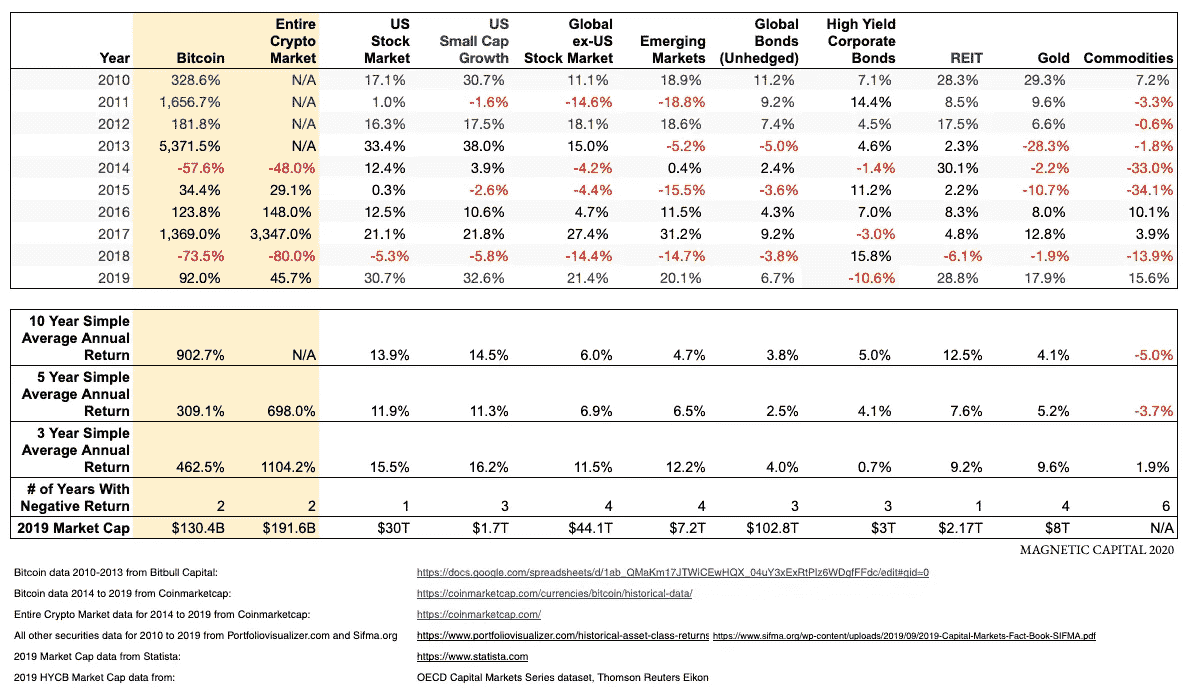 Year Bitcoin Entire Crypto Market US Stock Market US Small Cap Growth Global ex-US Stock Market Emerging Markets Global Bonds (Unhedged) High Yield Corporate Bonds REIT Gold Commodities
2010 328.6% N/A 17.1% 30.7% 11.1% 18.9% 11.2% 7.1% 28.3% 29.3% 7.2%
2011 1,656.7% N/A 1.0% -1.6% -14.6% -18.8% 9.2% 14.4% 8.5% 9.6% -3.3%
2012 181.8% N/A 16.3% 17.5% 18.1% 18.6% 7.4% 4.5% 17.5% 6.6% -0.6%
2013 5,371.5% N/A 33.4% 38.0% 15.0% -5.2% -5.0% 4.6% 2.3% -28.3% -1.8%
2014 -57.6% -48.0% 12.4% 3.9% -4.2% 0.4% 2.4% -1.4% 30.1% -2.2% -33.0%
2015 34.4% 29.1% 0.3% -2.6% -4.4% -15.5% -3.6% 11.2% 2.2% -10.7% -34.1%
2016 123.8% 148.0% 12.5% 10.6% 4.7% 11.5% 4.3% 7.0% 8.3% 8.0% 10.1%
2017 1,369.0% 3,347.0% 21.1% 21.8% 27.4% 31.2% 9.2% -3.0% 4.8% 12.8% 3.9%
2018 -73.5% -80.0% -5.3% -5.8% -14.4% -14.7% -3.8% 15.8% -6.1% -1.9% -13.9%
2019 92.0% 45.7% 30.7% 32.6% 21.4% 20.1% 6.7% -10.6% 28.8% 17.9% 15.6%
10 Year Simple
Average Annual
Return 902.7% N/A 13.9% 14.5% 6.0% 4.7% 3.8% 5.0% 12.5% 4.1% -5.0%
5 Year Simple
Average Annual
Return 309.1% 698.0% 11.9% 11.3% 6.9% 6.5% 2.5% 4.1% 7.6% 5.2% -3.7%
3 Year Simple
Average Annual
Return 462.5% 1104.2% 15.5% 16.2% 11.5% 12.2% 4.0% 0.7% 9.2% 9.6% 1.9%
# of Years With
Negative Return 2 2 1 3 4 4 3 3 1 4 6
2019 Market Cap $130.4B $191.6B $30T $1.7T $44.1T $7.2T $102.8T $3T $2.17T $8T N/A
MAGNETIC CAPITAL 2020
Bitcoin data 2010-2013 from Bitbull Capital: https://docs.google.com/spreadsheets/d/1ab_QMaKm17JTWiCEwHQX_04uY3xExRtPlz6WDqfFFdc/edit#gid=0
Bitcoin data 2014 to 2019 from Coinmarketcap: https://coinmarketcap.com/currencies/bitcoin/historical-data/
Entire Crypto Market data for 2014 to 2019 from Coinmarketcap: https://coinmarketcap.com/
All other securities data for 2010 to 2019 from Portfoliovisualizer.com and Sifma.org https://www.portfoliovisualizer.com/historical-asset-class-returns https://www.sifma.org/wp-content/uploads/2019/09/2019-Capital-Markets-Fact-Book-SIFMA.pdf
2019 Market Cap data from Statista: https://www.statista.com
2019 HYCB Market Cap data from: OECD Capital Markets Series dataset, Thomson Reuters Eikon